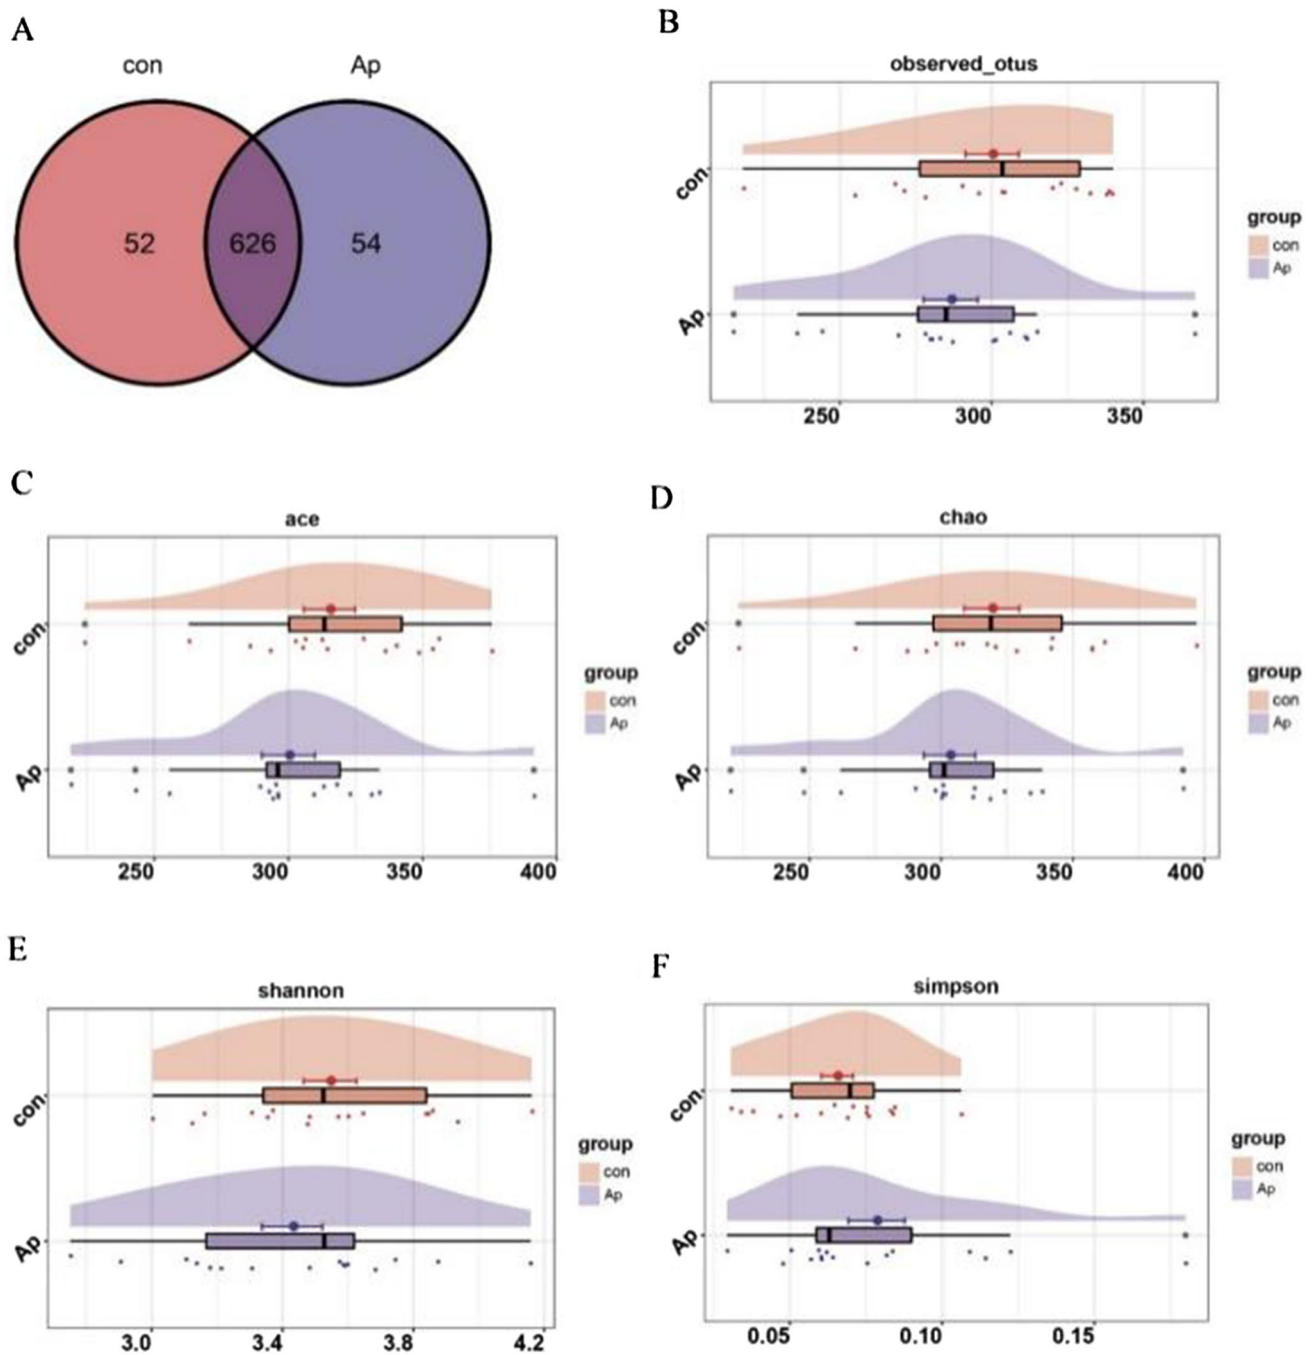 A
con Ap
52 626 54
B
observed_otus
con
Ap
250 300 350
group
con
Ap
C
ace
con
Ap
250 300 350 400
group
con
Ap
D
chao
con
Ap
250 300 350 400
group
con
Ap
E
shannon
con
Ap
3.0 3.4 3.8 4.2
group
con
Ap
F
simpson
con
Ap
0.05 0.10 0.15
group
con
Ap